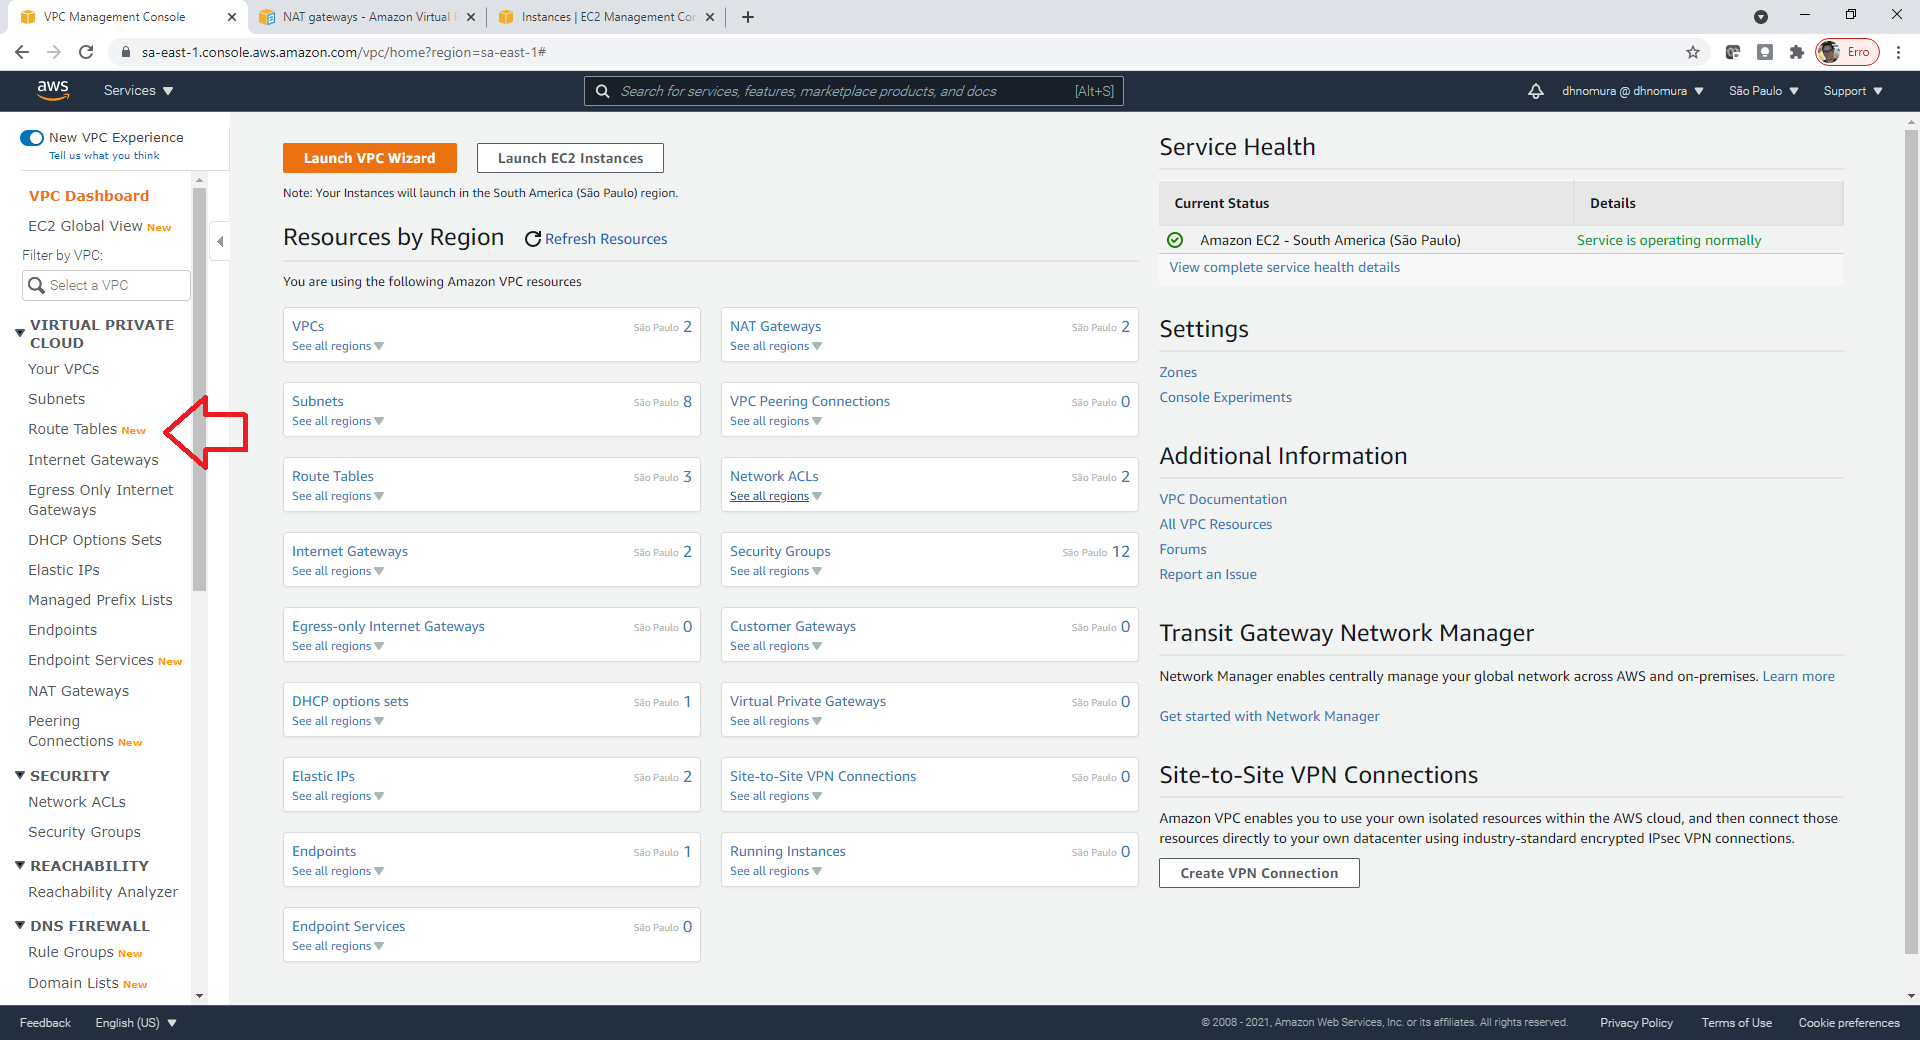 VPC Management Console
NAT gateways - Amazon Virtual P
Instances | EC2 Management Con
sa-east-1.console.aws.amazon.com/vpc/home?region=sa-east-1#
Erro
aws
Services
Search for services, features, marketplace products, and docs
[Alt+S]
dhnomura @ dhnomura
São Paulo
Support
New VPC Experience
Tell us what you think
VPC Dashboard
EC2 Global View New
Filter by VPC:
Select a VPC
VIRTUAL PRIVATE
CLOUD
Your VPCs
Subnets
Route Tables New
Internet Gateways
Egress Only Internet
Gateways
DHCP Options Sets
Elastic IPs
Managed Prefix Lists
Endpoints
Endpoint Services New
NAT Gateways
Peering
Connections New
SECURITY
Network ACLs
Security Groups
REACHABILITY
Reachability Analyzer
DNS FIREWALL
Rule Groups New
Domain Lists New
Launch VPC Wizard
Launch EC2 Instances
Note: Your Instances will launch in the South America (São Paulo) region.
Resources by Region
Refresh Resources
You are using the following Amazon VPC resources
VPCs
São Paulo 2
See all regions
NAT Gateways
São Paulo 2
See all regions
Subnets
São Paulo 8
See all regions
VPC Peering Connections
São Paulo 0
See all regions
Route Tables
São Paulo 3
See all regions
Network ACLs
São Paulo 2
See all regions
Internet Gateways
São Paulo 2
See all regions
Security Groups
São Paulo 12
See all regions
Egress-only Internet Gateways
São Paulo 0
See all regions
Customer Gateways
São Paulo 0
See all regions
DHCP options sets
São Paulo 1
See all regions
Virtual Private Gateways
São Paulo 0
See all regions
Elastic IPs
São Paulo 2
See all regions
Site-to-Site VPN Connections
São Paulo 0
See all regions
Endpoints
São Paulo 1
See all regions
Running Instances
São Paulo 0
See all regions
Endpoint Services
São Paulo 0
See all regions
Service Health
Current Status
Details
Amazon EC2 - South America (São Paulo)
Service is operating normally
View complete service health details
Settings
Zones
Console Experiments
Additional Information
VPC Documentation
All VPC Resources
Forums
Report an Issue
Transit Gateway Network Manager
Network Manager enables centrally manage your global network across AWS and on-premises. Learn more
Get started with Network Manager
Site-to-Site VPN Connections
Amazon VPC enables you to use your own isolated resources within the AWS cloud, and then connect those
resources directly to your own datacenter using industry-standard encrypted IPsec VPN connections.
Create VPN Connection
Feedback
English (US)
© 2008 - 2021, Amazon Web Services, Inc. or its affiliates. All rights reserved.
Privacy Policy
Terms of Use
Cookie preferences